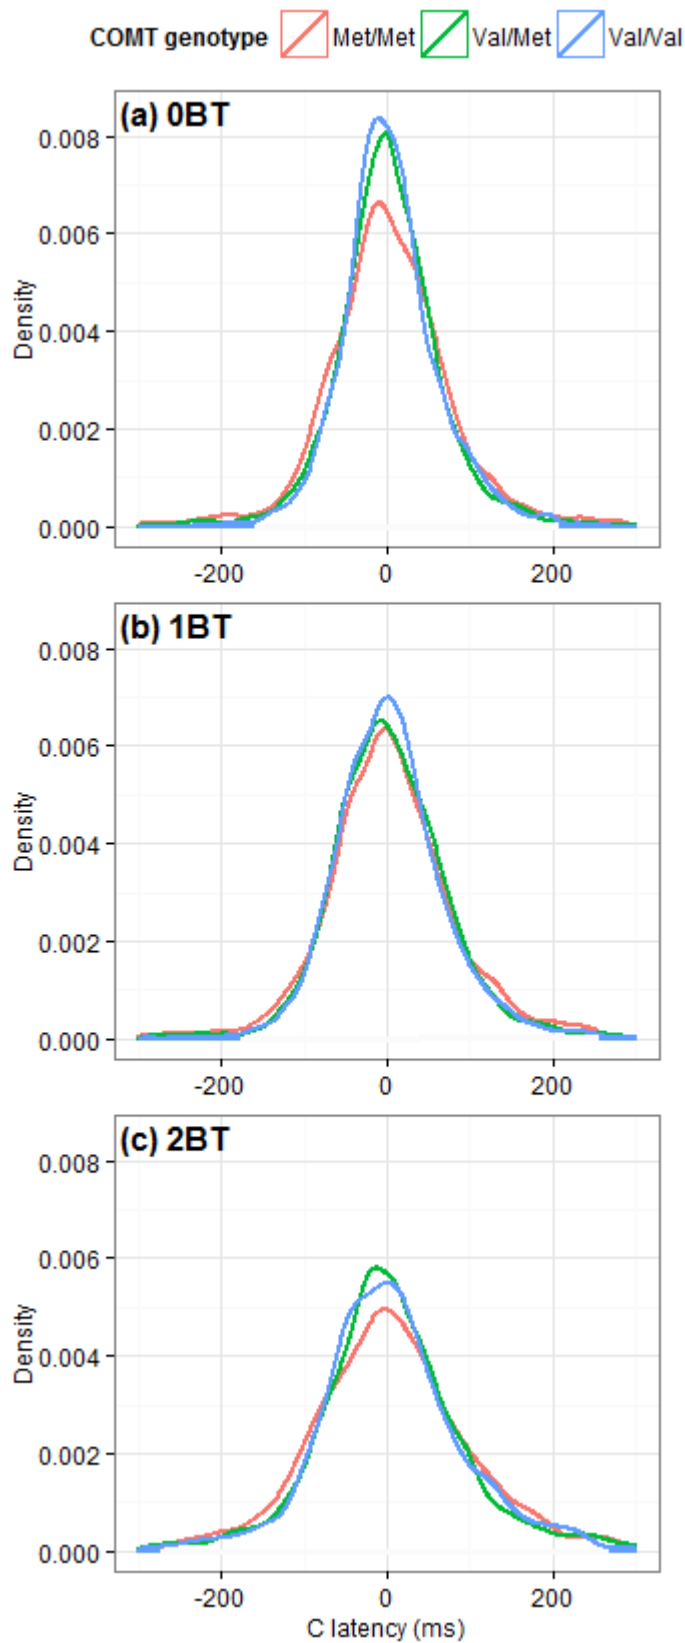 COMT genotype Met/Met Val/Met Val/Val
(a) 0BT
0.008
0.006
0.004
0.002
0.000
Density
-200 0 200
(b) 1BT
0.008
0.006
0.004
0.002
0.000
Density
-200 0 200
(c) 2BT
0.008
0.006
0.004
0.002
0.000
Density
-200 0 200
C latency (ms)